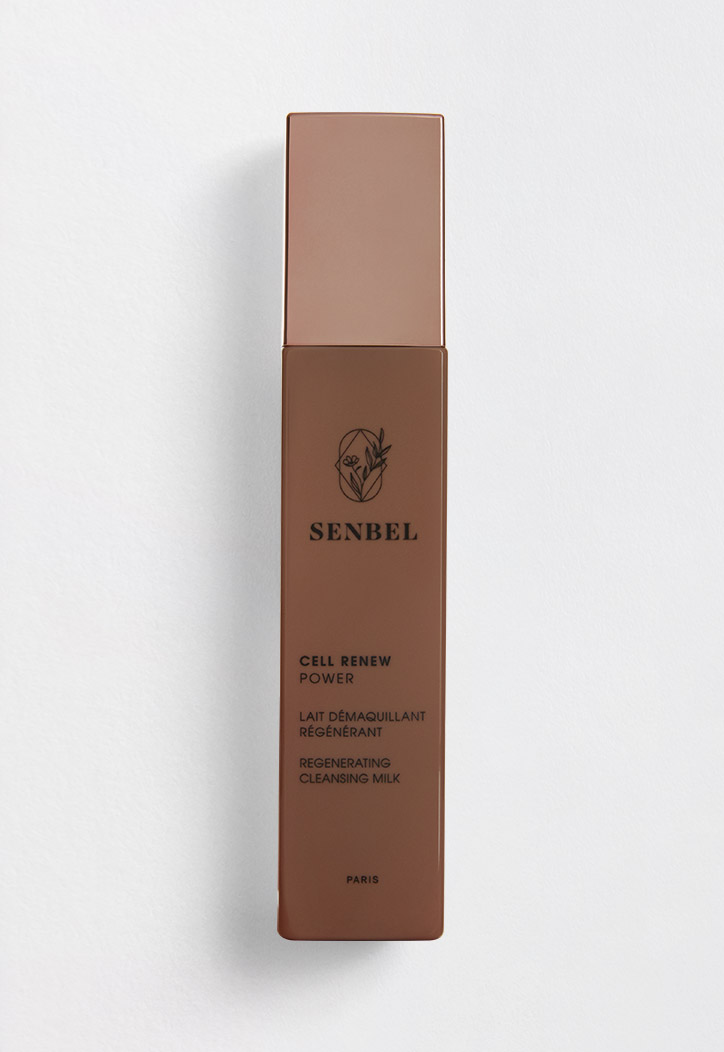 SENBEL
CELL RENEW
POWER
LAIT DÉMAQUILLANT
RÉGÉNÉRANT
REGENERATING
CLEANSING MILK
PARIS